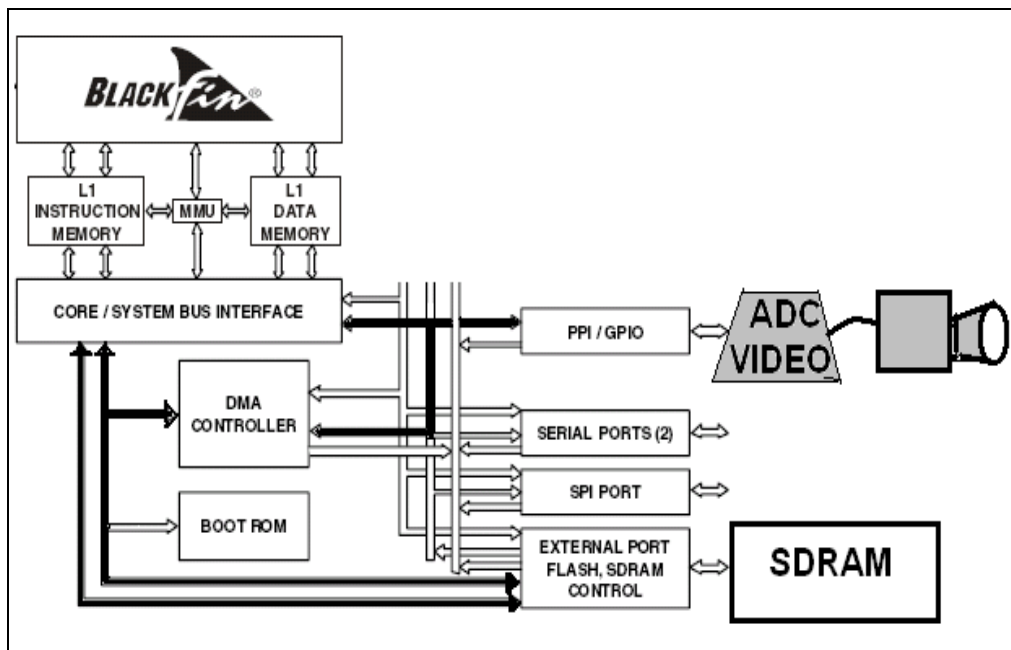 BLACKfin®
L1
INSTRUCTION
MEMORY
MMU
L1
DATA
MEMORY
CORE / SYSTEM BUS INTERFACE
PPI / GPIO
ADC
VIDEO
DMA
CONTROLLER
SERIAL PORTS (2)
SPI PORT
BOOT ROM
EXTERNAL PORT
FLASH, SDRAM
CONTROL
SDRAM